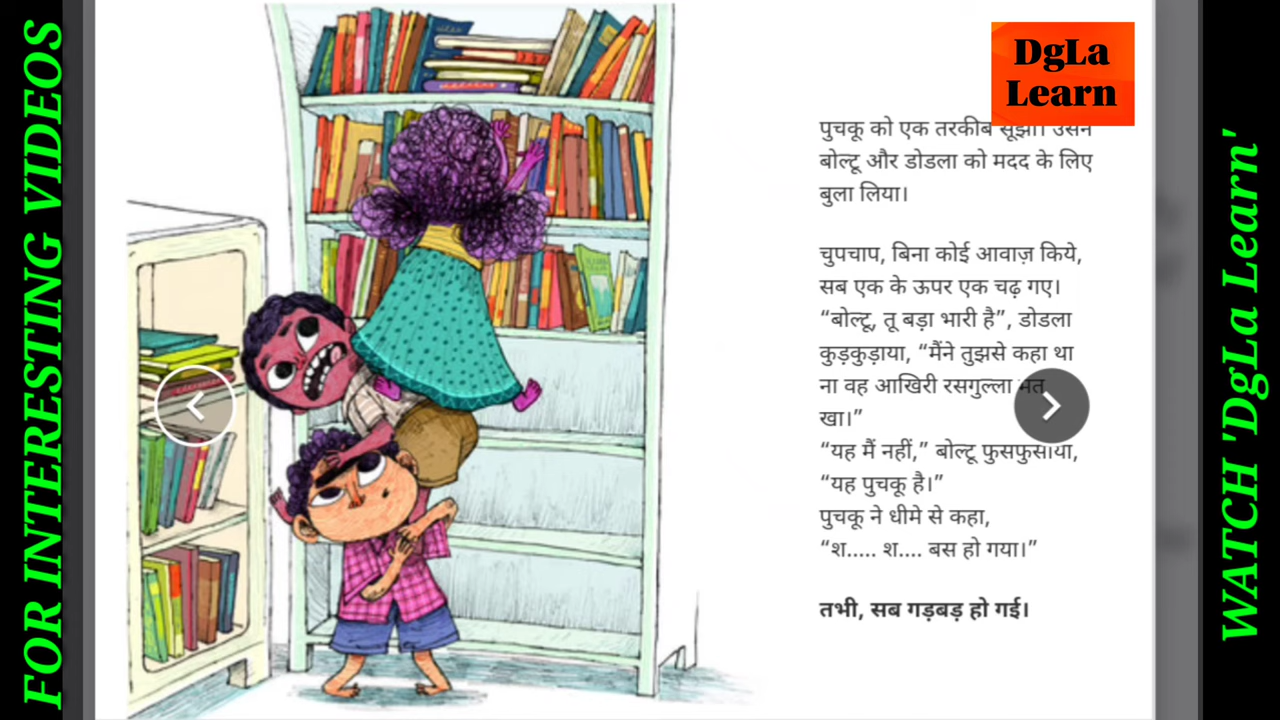 FOR INTERESTING VIDEOS
DgLa
Learn
पुचकू को एक तरकीब सूझी। उसने
बोल्टू और डोडला को मदद के लिए
बुला लिया।
चुपचाप, बिना कोई आवाज़ किये,
सब एक के ऊपर एक चढ़ गए।
“बोल्टू, तू बड़ा भारी है”, डोडला
कुड़कुड़ाया, “मैंने तुझसे कहा था
ना वह आखिरी रसगुल्ला मत
खा।”
“यह मैं नहीं,” बोल्टू फुसफुसाया,
“यह पुचकू है।”
पुचकू ने धीमे से कहा,
“श..... श.... बस हो गया।”
तभी, सब गड़बड़ हो गई।
WATCH 'DgLa Learn'